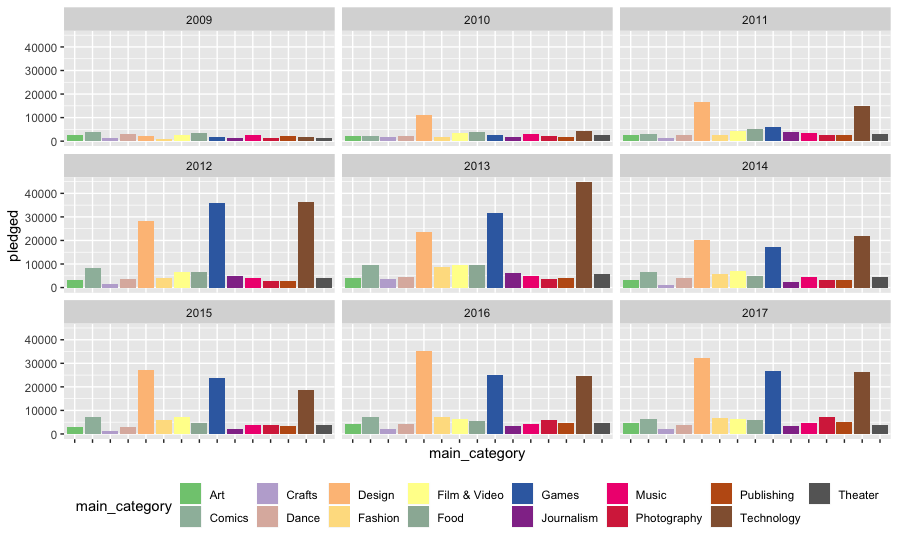 2009 2010 2011
40000
30000
20000
10000
0
2012 2013 2014
pledged
40000
30000
20000
10000
0
2015 2016 2017
40000
30000
20000
10000
0
main_category
main_category
Art Crafts Design Film & Video Games Music Publishing Theater
Comics Dance Fashion Food Journalism Photography Technology